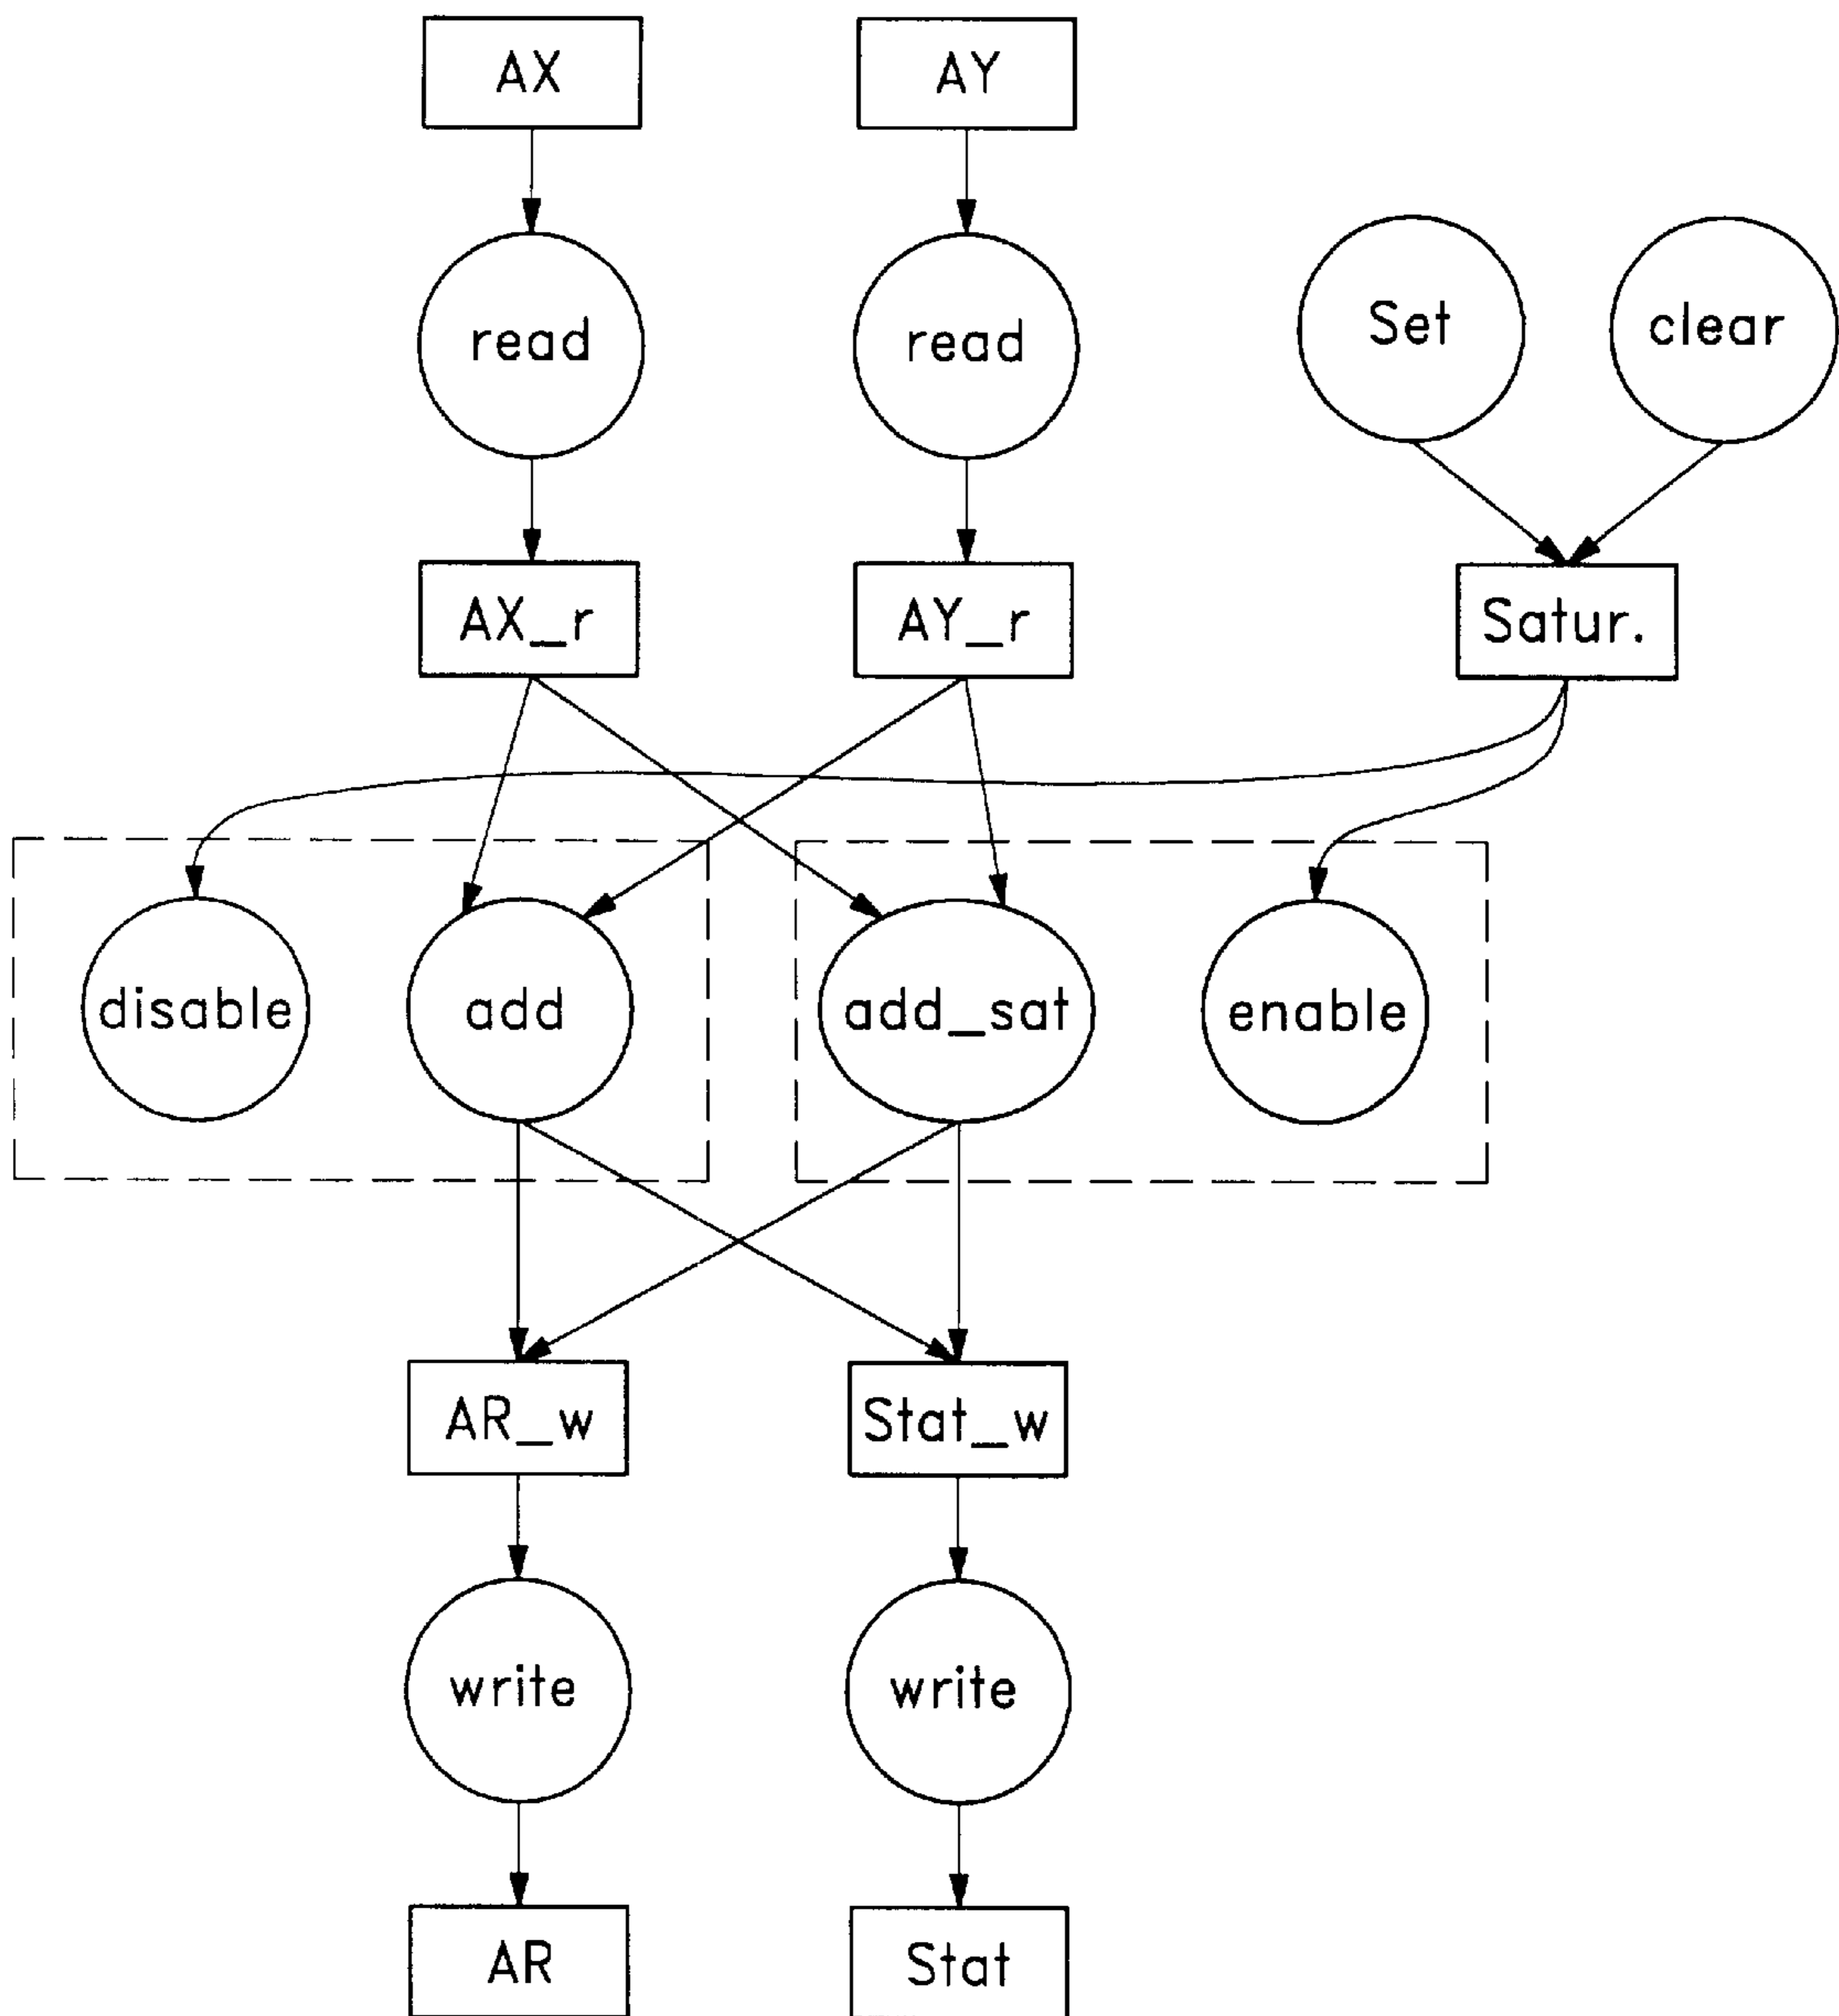 AX
AY
read
read
Set
clear
AX_r
AY_r
Satur.
disable
add
add_sat
enable
AR_w
Stat_w
write
write
AR
Stat